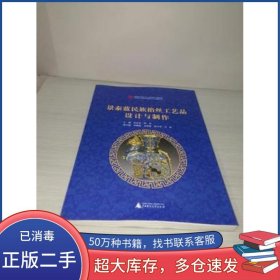 景泰蓝民族掐丝工艺品
设计与制作
已消毒
正版二手
50万种书籍,找书联系客服
超大库存,多仓速发